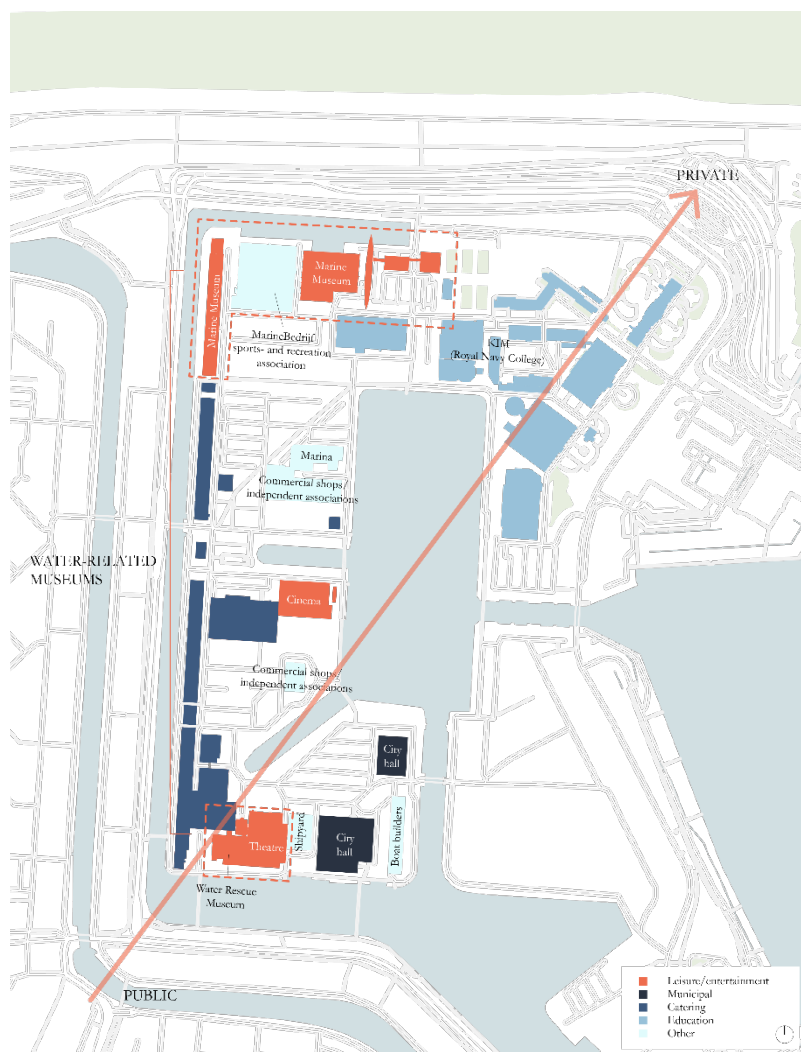 PRIVATE
Marine
Museum
Marine Museum
MarineBedrijf
sports- and recreation
association
KIM
(Royal Navy College)
Marina
Commercial shops/
independent associations
WATER-RELATED
MUSEUMS
Cinema
Commercial shops/
independent associations
City
hall
Boat builders
Shipyard
City
hall
Theatre
Water Rescue
Museum
PUBLIC
Leisure/entertainment
Municipal
Catering
Education
Other